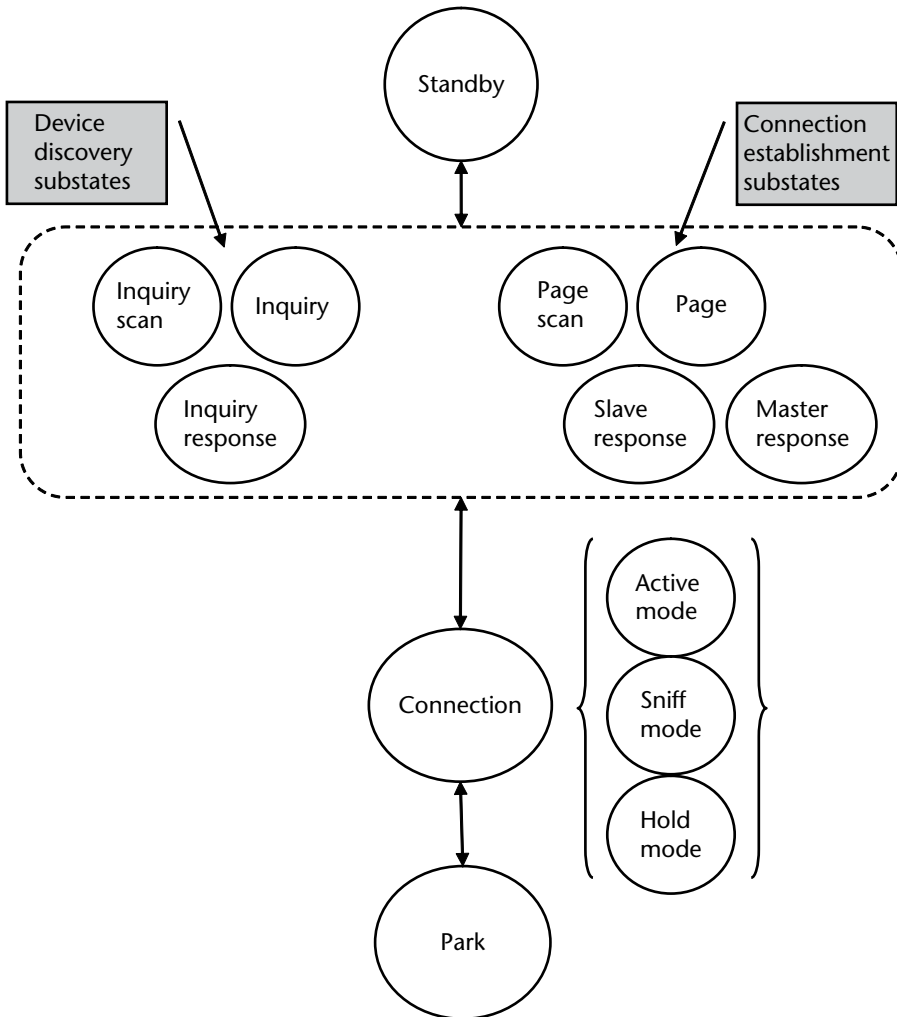 Standby
Device
discovery
substates
Connection
establishment
substates
Inquiry
scan
Inquiry
Page
scan
Page
Inquiry
response
Slave
response
Master
response
Active
mode
Connection
Sniff
mode
Hold
mode
Park